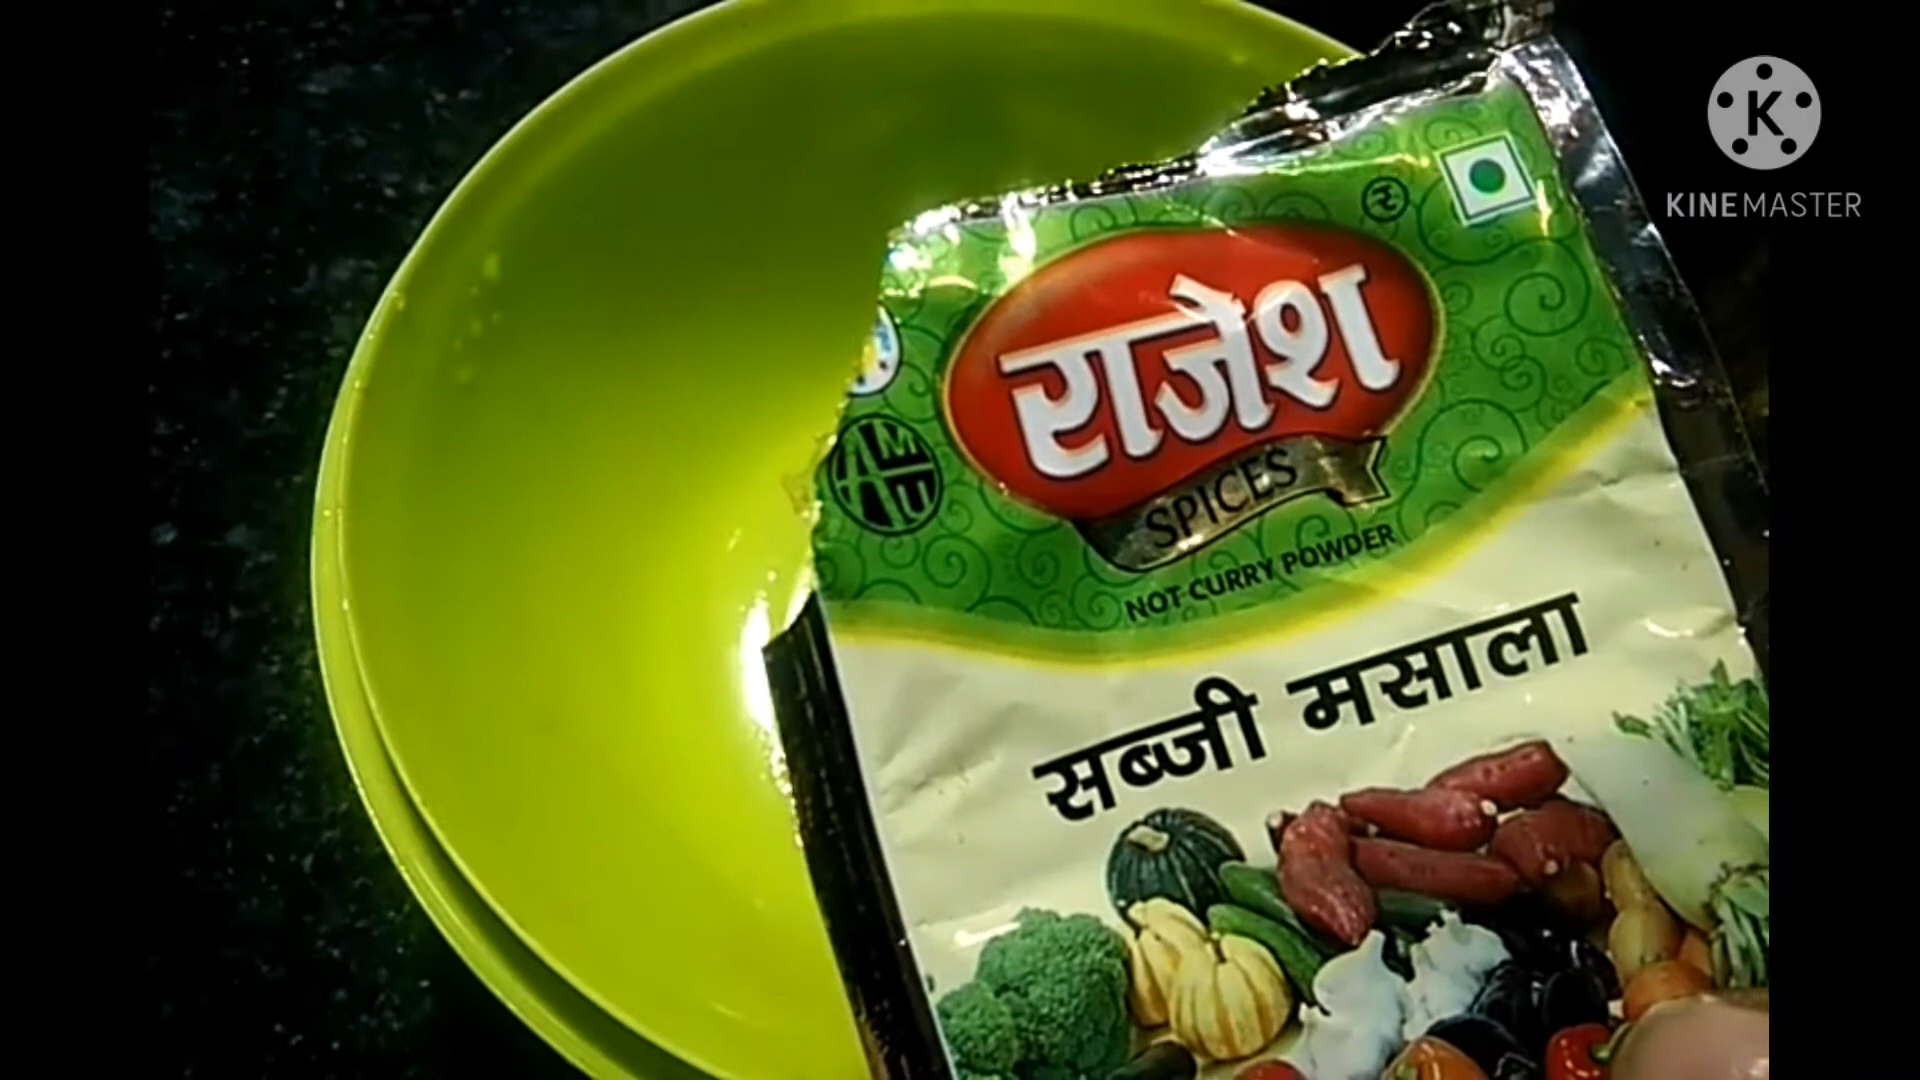 K
KINEMASTER
राजेश
SPICES
NOT CURRY POWDER
सब्जी मसाला